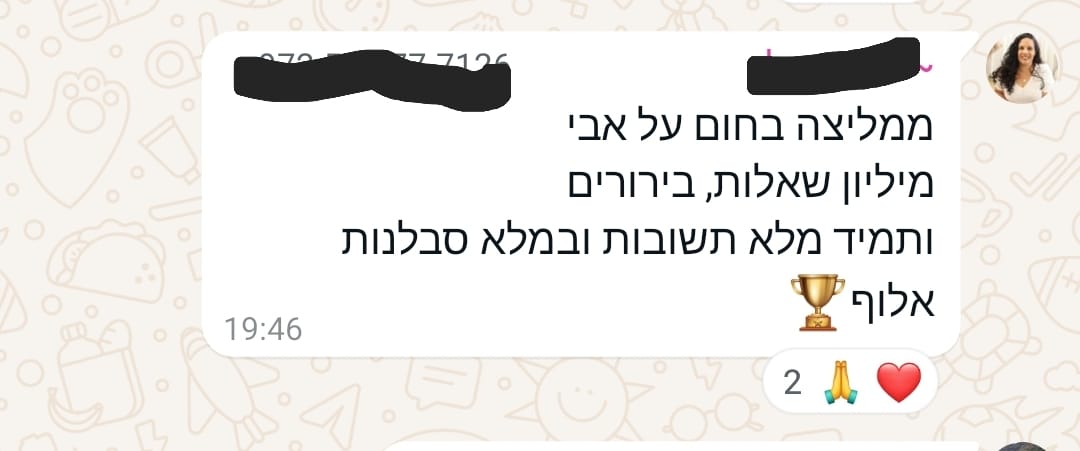 ממליצה בחום על אבי
מיליון שאלות, בירורים
ותמיד מלא תשובות ובמלא סבלנות
אלוף🏆
19:46
2 🙏 ❤️